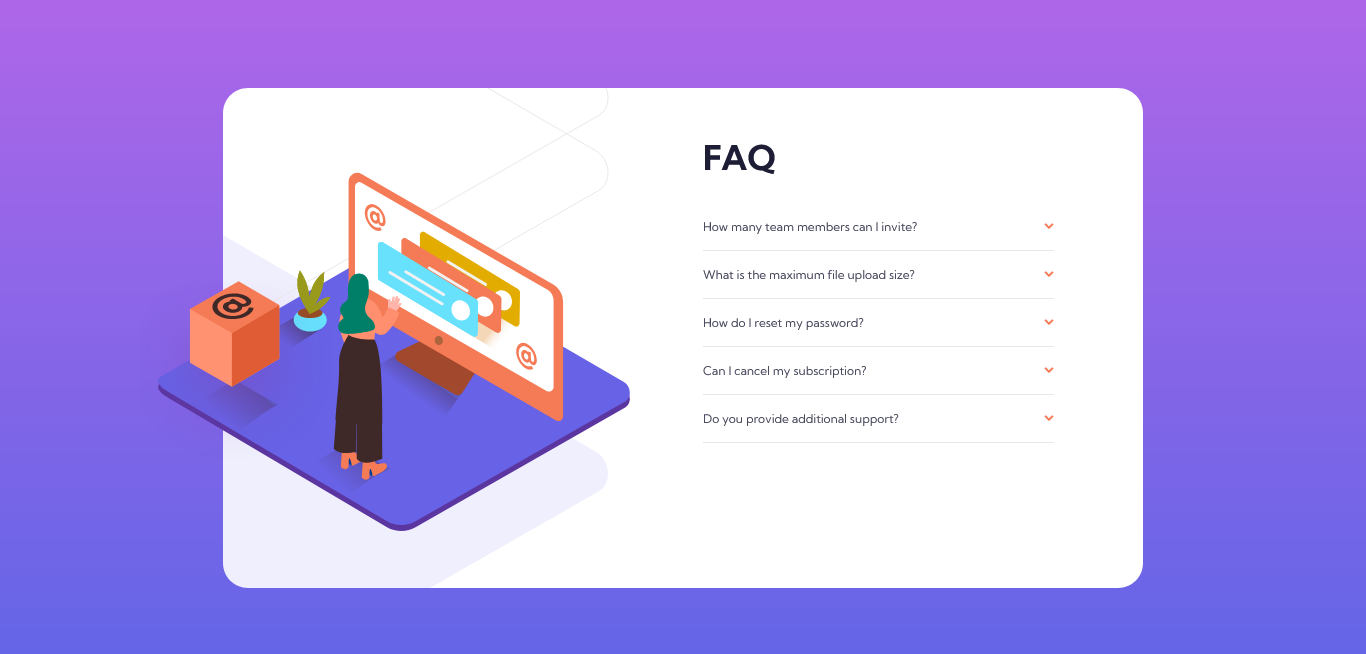 FAQ
How many team members can I invite?
What is the maximum file upload size?
How do I reset my password?
Can I cancel my subscription?
Do you provide additional support?
@
@
@